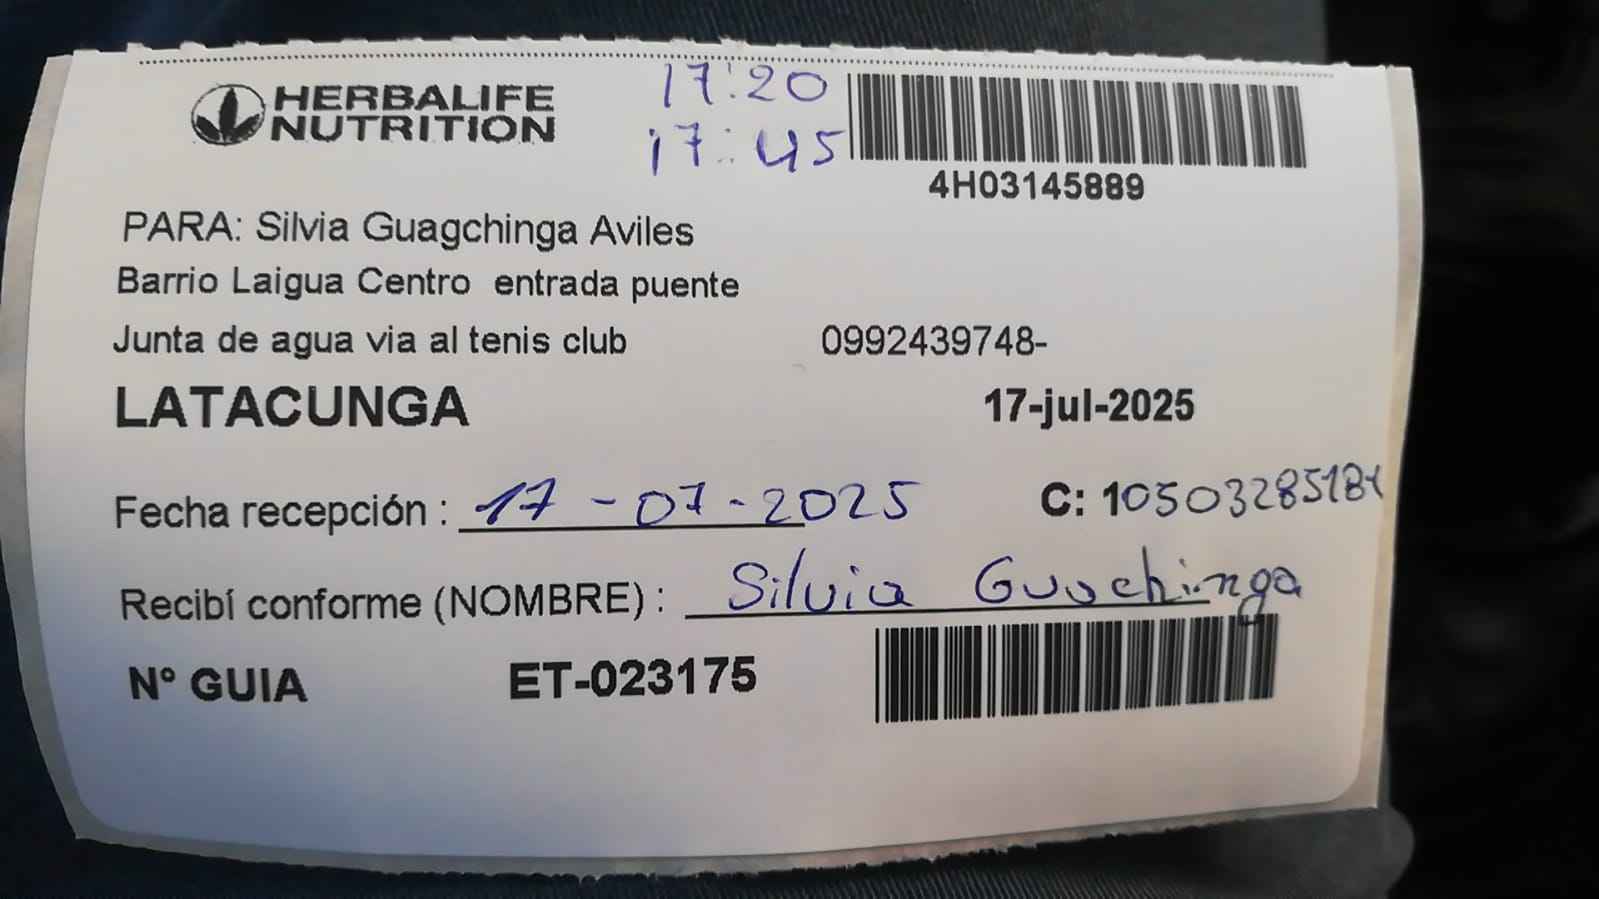 HERBALIFE
NUTRITION
17:20
17:45
4H03145889
PARA: Silvia Guagchinga Aviles
Barrio Laigua Centro entrada puente
Junta de agua via al tenis club 0992439748-
LATACUNGA 17-jul-2025
Fecha recepción : 17-07-2025 C: 1
Recibí conforme (NOMBRE) : Silvia Guachinga
Nº GUIA ET-023175